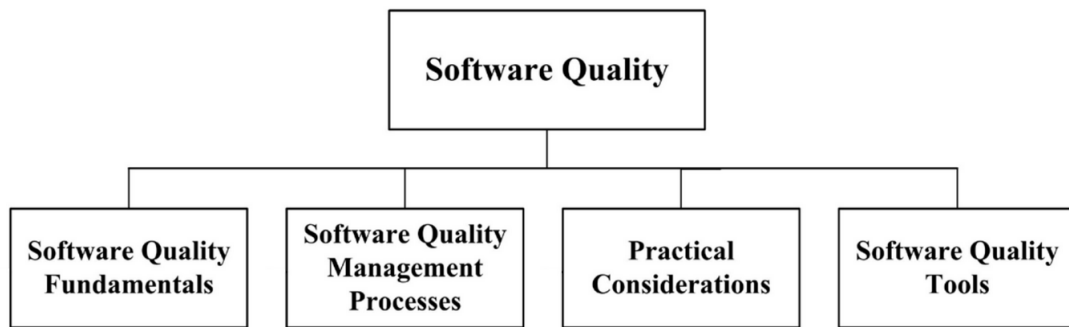 Software Quality
Software Quality
Fundamentals
Software Quality
Management
Processes
Practical
Considerations
Software Quality
Tools